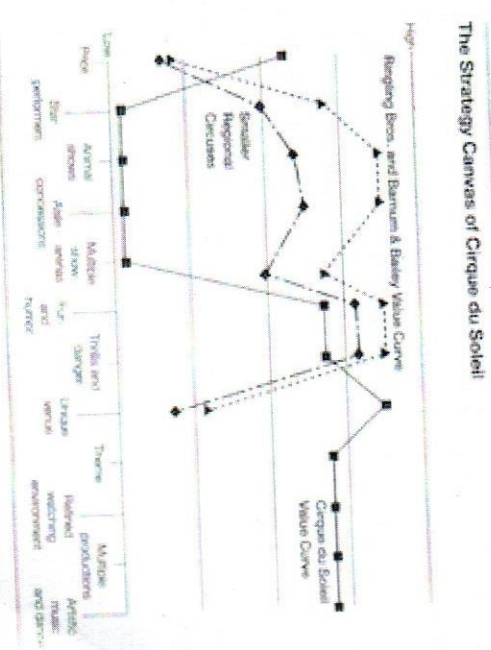 The Strategy Canvas of Cirque du Soleil
High
Ringling Bros. and Barnum & Bailey Value Curve
Smaller
Regional
Circuses
Cirque du Soleil
Value Curve
Low
Price
Star
performers
Animal
shows
Aisle
concessions
Multiple
show
arenas
Fun
and
humor
Thrills and
danger
Unique
venue
Theme
Refined
watching
environment
Multiple
productions
Artistic
music
and dance